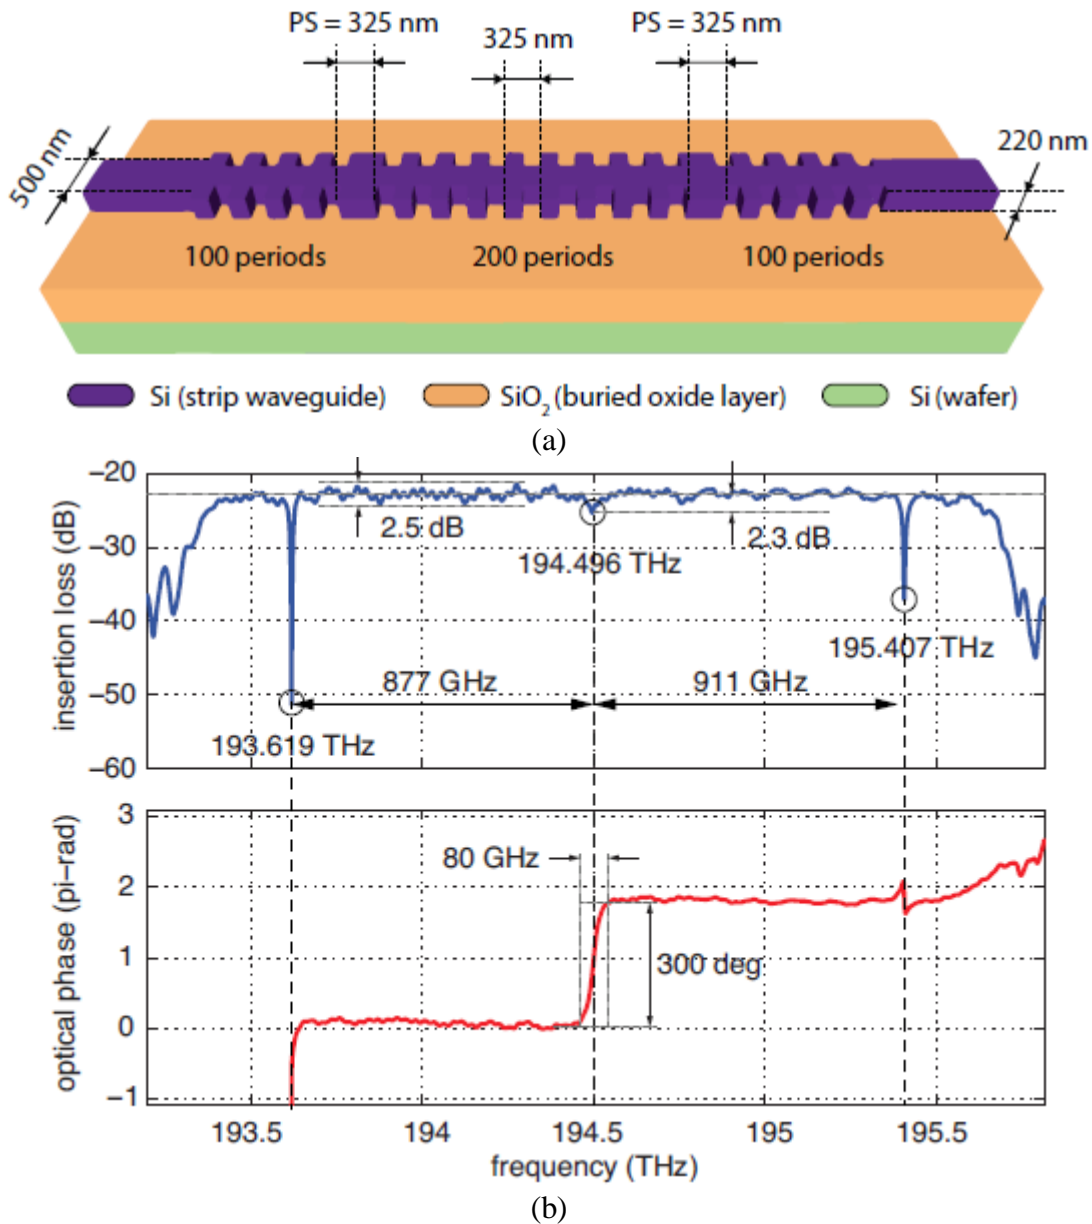 PS = 325 nm
325 nm
PS = 325 nm
500 nm
220 nm
100 periods
200 periods
100 periods
Si (strip waveguide)
SiO₂ (buried oxide layer)
Si (wafer)
(a)
insertion loss (dB)
−20
−30
−40
−50
−60
2.5 dB
2.3 dB
194.496 THz
195.407 THz
877 GHz
911 GHz
193.619 THz
optical phase (pi−rad)
3
2
1
0
−1
80 GHz
300 deg
193.5
194
194.5
195
195.5
frequency (THz)
(b)